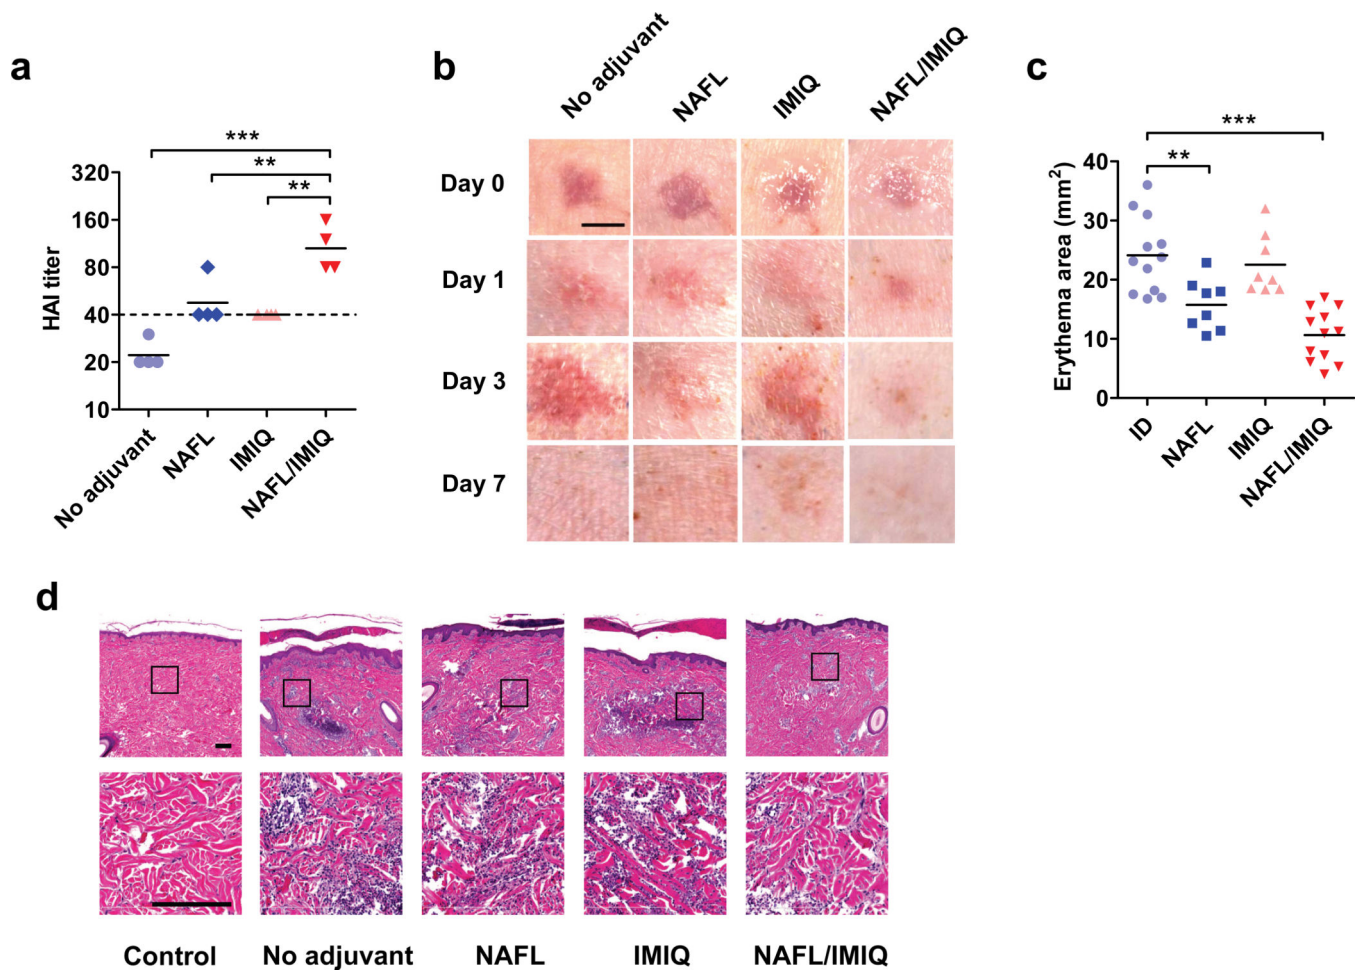 a
HAI titer
320
160
80
40
20
10
***
**
**
No adjuvant
NAFL
IMIQ
NAFL/IMIQ
b
No adjuvant
NAFL
IMIQ
NAFL/IMIQ
Day 0
Day 1
Day 3
Day 7
c
Erythema area (mm²)
40
30
20
10
0
***
**
ID
NAFL
IMIQ
NAFL/IMIQ
d
Control
No adjuvant
NAFL
IMIQ
NAFL/IMIQ